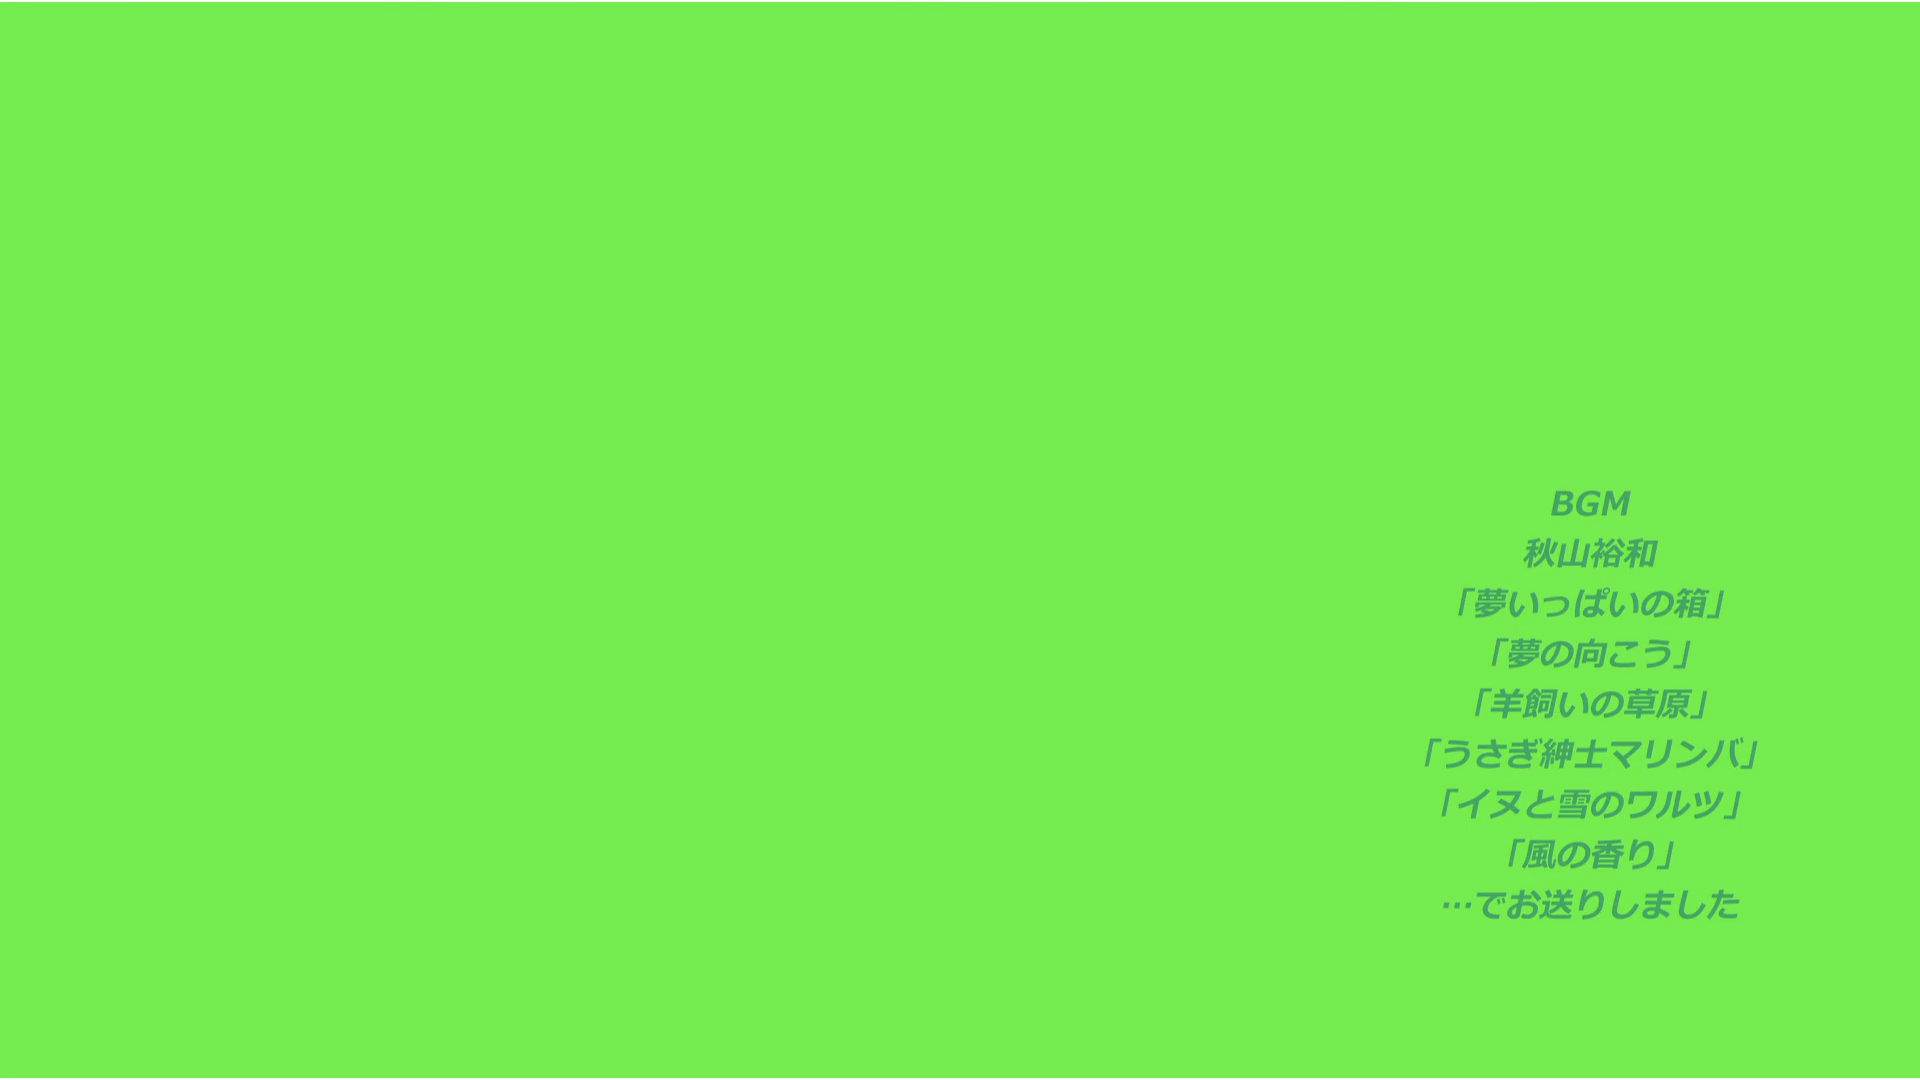 BGM
秋山裕和
「夢いっぱいの箱」
「夢の向こう」
「羊飼いの草原」
「うさぎ紳士マリンバ」
「イヌと雪のワルツ」
「風の香り」
…でお送りしました